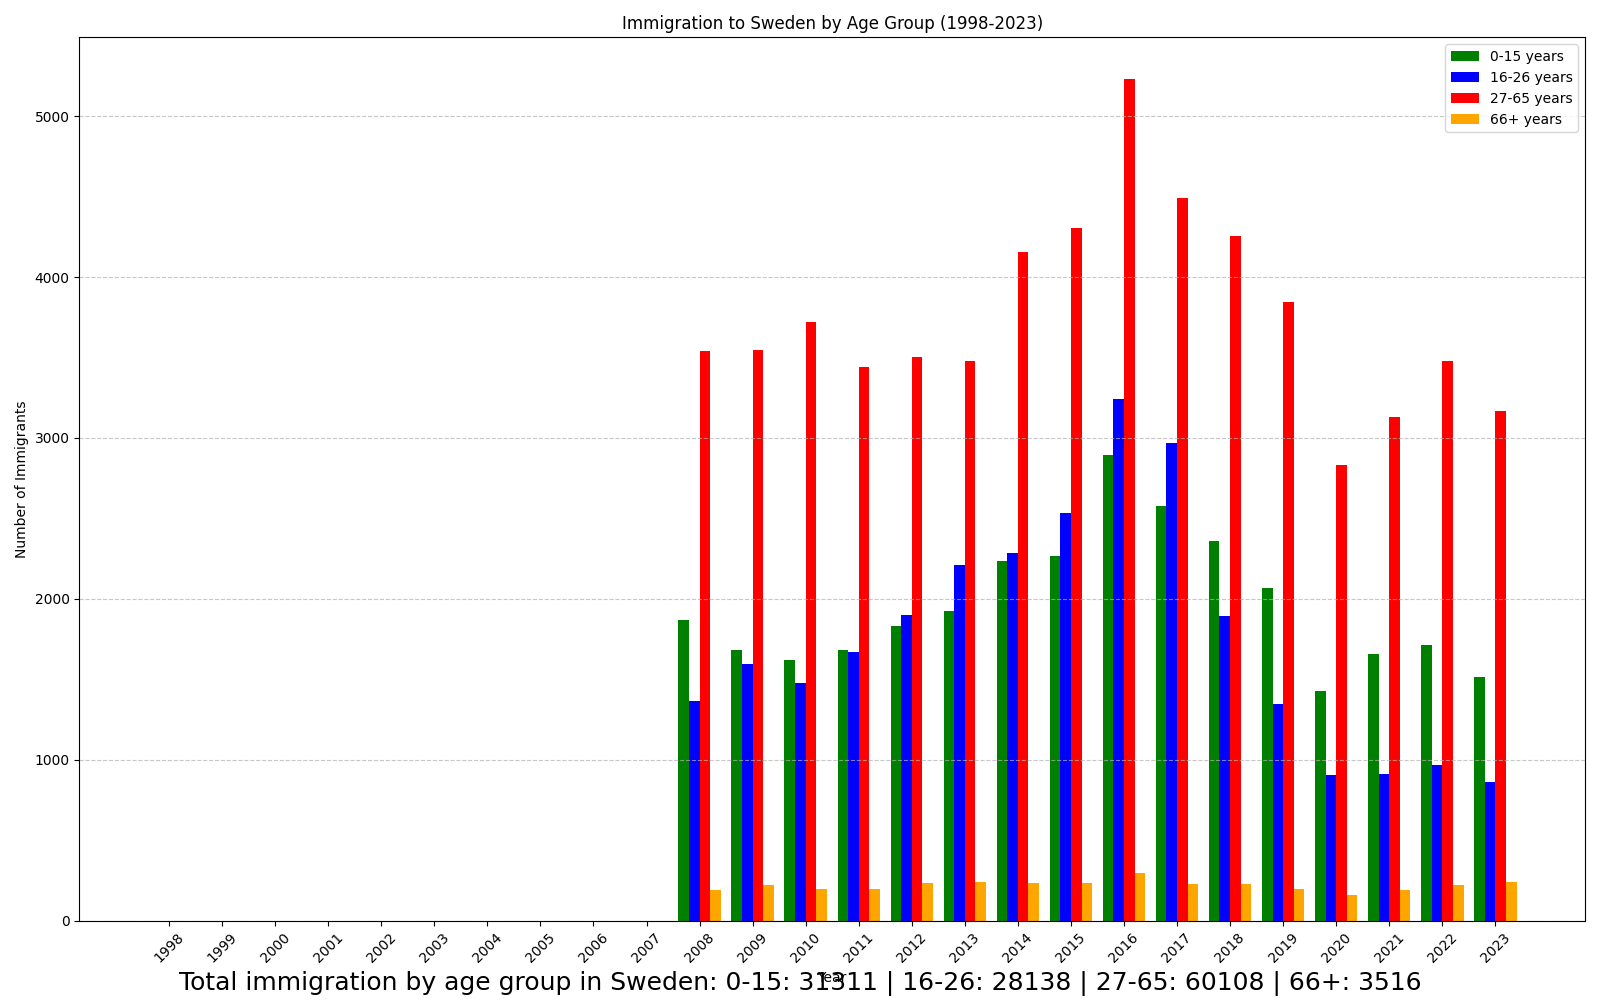 Immigration to Sweden by Age Group (1998-2023)
0-15 years
16-26 years
27-65 years
66+ years
Number of Immigrants
5000
4000
3000
2000
1000
0
1998 1999 2000 2001 2002 2003 2004 2005 2006 2007 2008 2009 2010 2011 2012 2013 2014 2015 2016 2017 2018 2019 2020 2021 2022 2023
Year
Total immigration by age group in Sweden: 0-15: 31311 | 16-26: 28138 | 27-65: 60108 | 66+: 3516